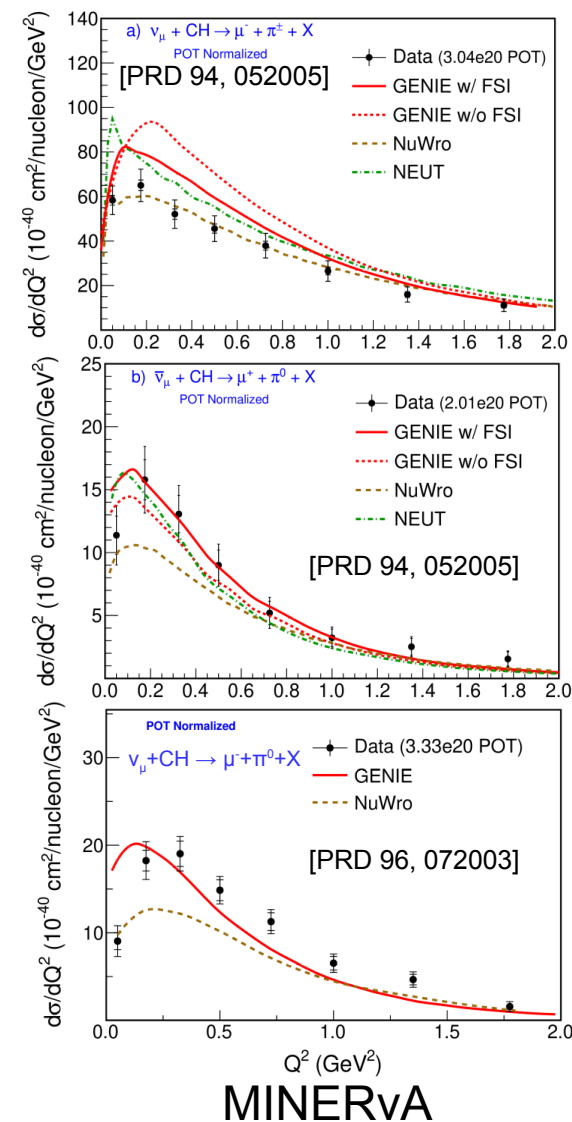 a) νμ + CH → μ⁻ + π± + X
POT Normalized
[PRD 94, 052005]
Data (3.04e20 POT)
GENIE w/ FSI
GENIE w/o FSI
NuWro
NEUT
dσ/dQ² (10⁻⁴⁰ cm²/nucleon/GeV²)
140
120
100
80
60
40
20
0.0 0.2 0.4 0.6 0.8 1.0 1.2 1.4 1.6 1.8 2.0
b) ν̄μ + CH → μ⁺ + π⁰ + X
POT Normalized
Data (2.01e20 POT)
GENIE w/ FSI
GENIE w/o FSI
NuWro
NEUT
[PRD 94, 052005]
dσ/dQ² (10⁻⁴⁰ cm²/nucleon/GeV²)
25
20
15
10
5
0.0 0.2 0.4 0.6 0.8 1.0 1.2 1.4 1.6 1.8 2.0
POT Normalized
νμ+CH → μ⁻+π⁰+X
Data (3.33e20 POT)
GENIE
NuWro
[PRD 96, 072003]
dσ/dQ² (10⁻⁴⁰ cm²/nucleon/GeV²)
30
20
10
0.0 0.5 1.0 1.5 2.0
Q² (GeV²)
MINERvA